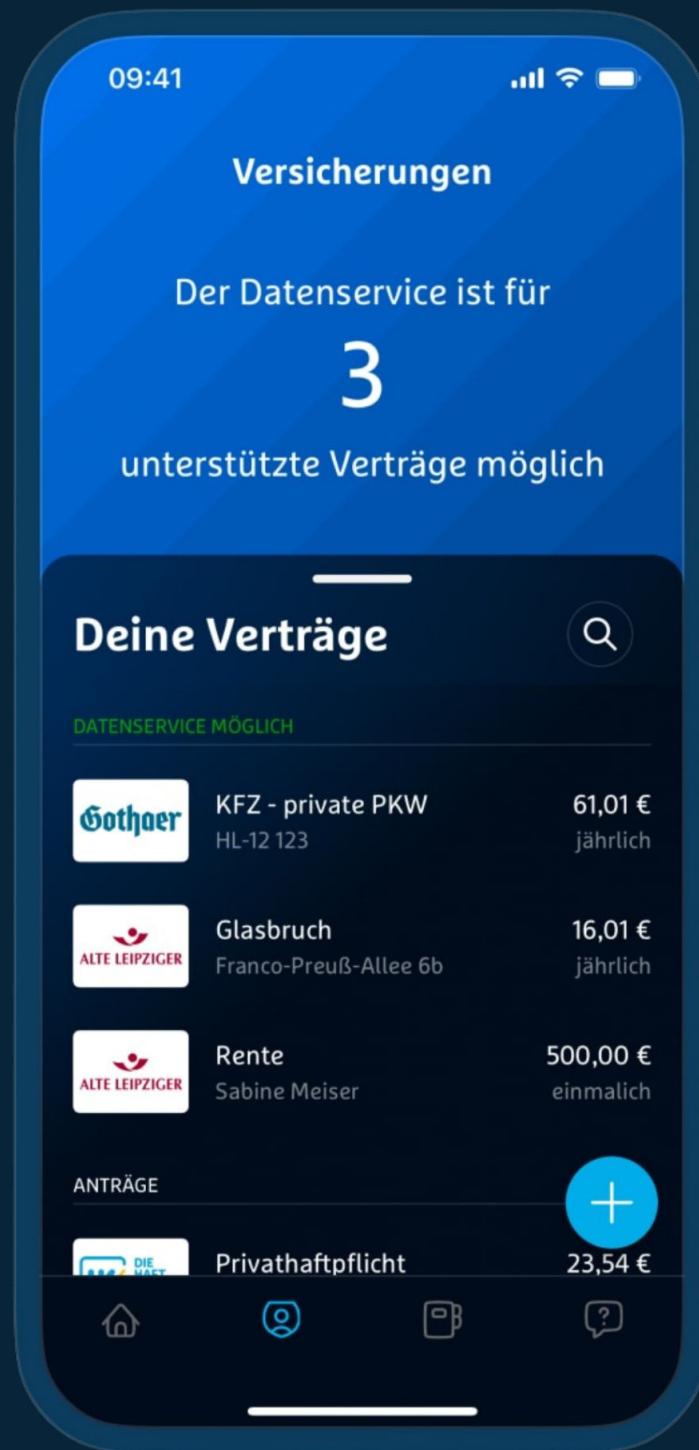 09:41
Versicherungen
Der Datenservice ist für
3
unterstützte Verträge möglich
Deine Verträge
DATENSERVICE MÖGLICH
Gothaer
KFZ - private PKW
61,01 €
HL-12 123
jährlich
ALTE LEIPZIGER
Glasbruch
16,01 €
Franco-Preuß-Allee 6b
jährlich
ALTE LEIPZIGER
Rente
500,00 €
Sabine Meiser
einmalich
ANTRÄGE
DIE
HAFT
Privathaftpflicht
23,54 €